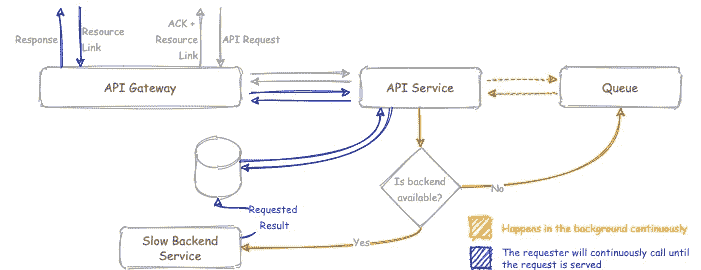 ACK +
Response
Resource
Link
Resource
Link
API Request
API Gateway
API Service
Queue
Is backend
available?
No
Requested
Result
Yes
Slow Backend
Service
Happens in the background continuously
The requester will continuously call until
the request is served